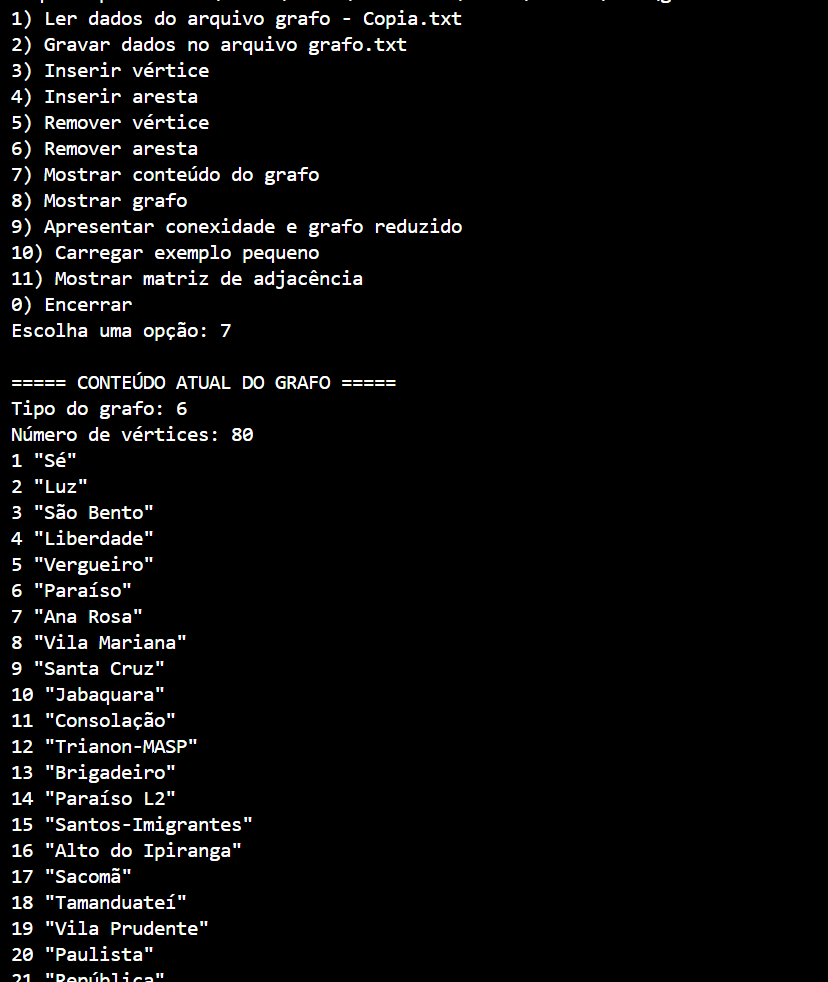 1) Ler dados do arquivo grafo - Copia.txt
2) Gravar dados no arquivo grafo.txt
3) Inserir vértice
4) Inserir aresta
5) Remover vértice
6) Remover aresta
7) Mostrar conteúdo do grafo
8) Mostrar grafo
9) Apresentar conexidade e grafo reduzido
10) Carregar exemplo pequeno
11) Mostrar matriz de adjacência
0) Encerrar
Escolha uma opção: 7
===== CONTEÚDO ATUAL DO GRAFO =====
Tipo do grafo: 6
Número de vértices: 80
1 "Sé"
2 "Luz"
3 "São Bento"
4 "Liberdade"
5 "Vergueiro"
6 "Paraíso"
7 "Ana Rosa"
8 "Vila Mariana"
9 "Santa Cruz"
10 "Jabaquara"
11 "Consolação"
12 "Trianon-MASP"
13 "Brigadeiro"
14 "Paraíso L2"
15 "Santos-Imigrantes"
16 "Alto do Ipiranga"
17 "Sacomã"
18 "Tamanduateí"
19 "Vila Prudente"
20 "Paulista"
21 "República"